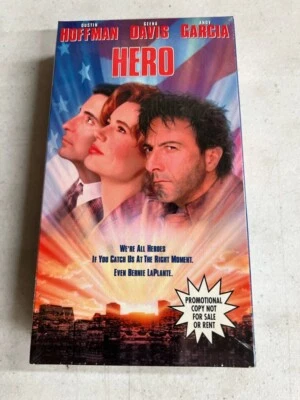 DUSTIN GEENA ANDY
HOFFMAN DAVIS GARCIA
HERO
WE'RE ALL HEROES
IF YOU CATCH US AT THE RIGHT MOMENT.
EVEN BERNIE LAPLANTE.
PROMOTIONAL
COPY NOT
FOR SALE
OR RENT